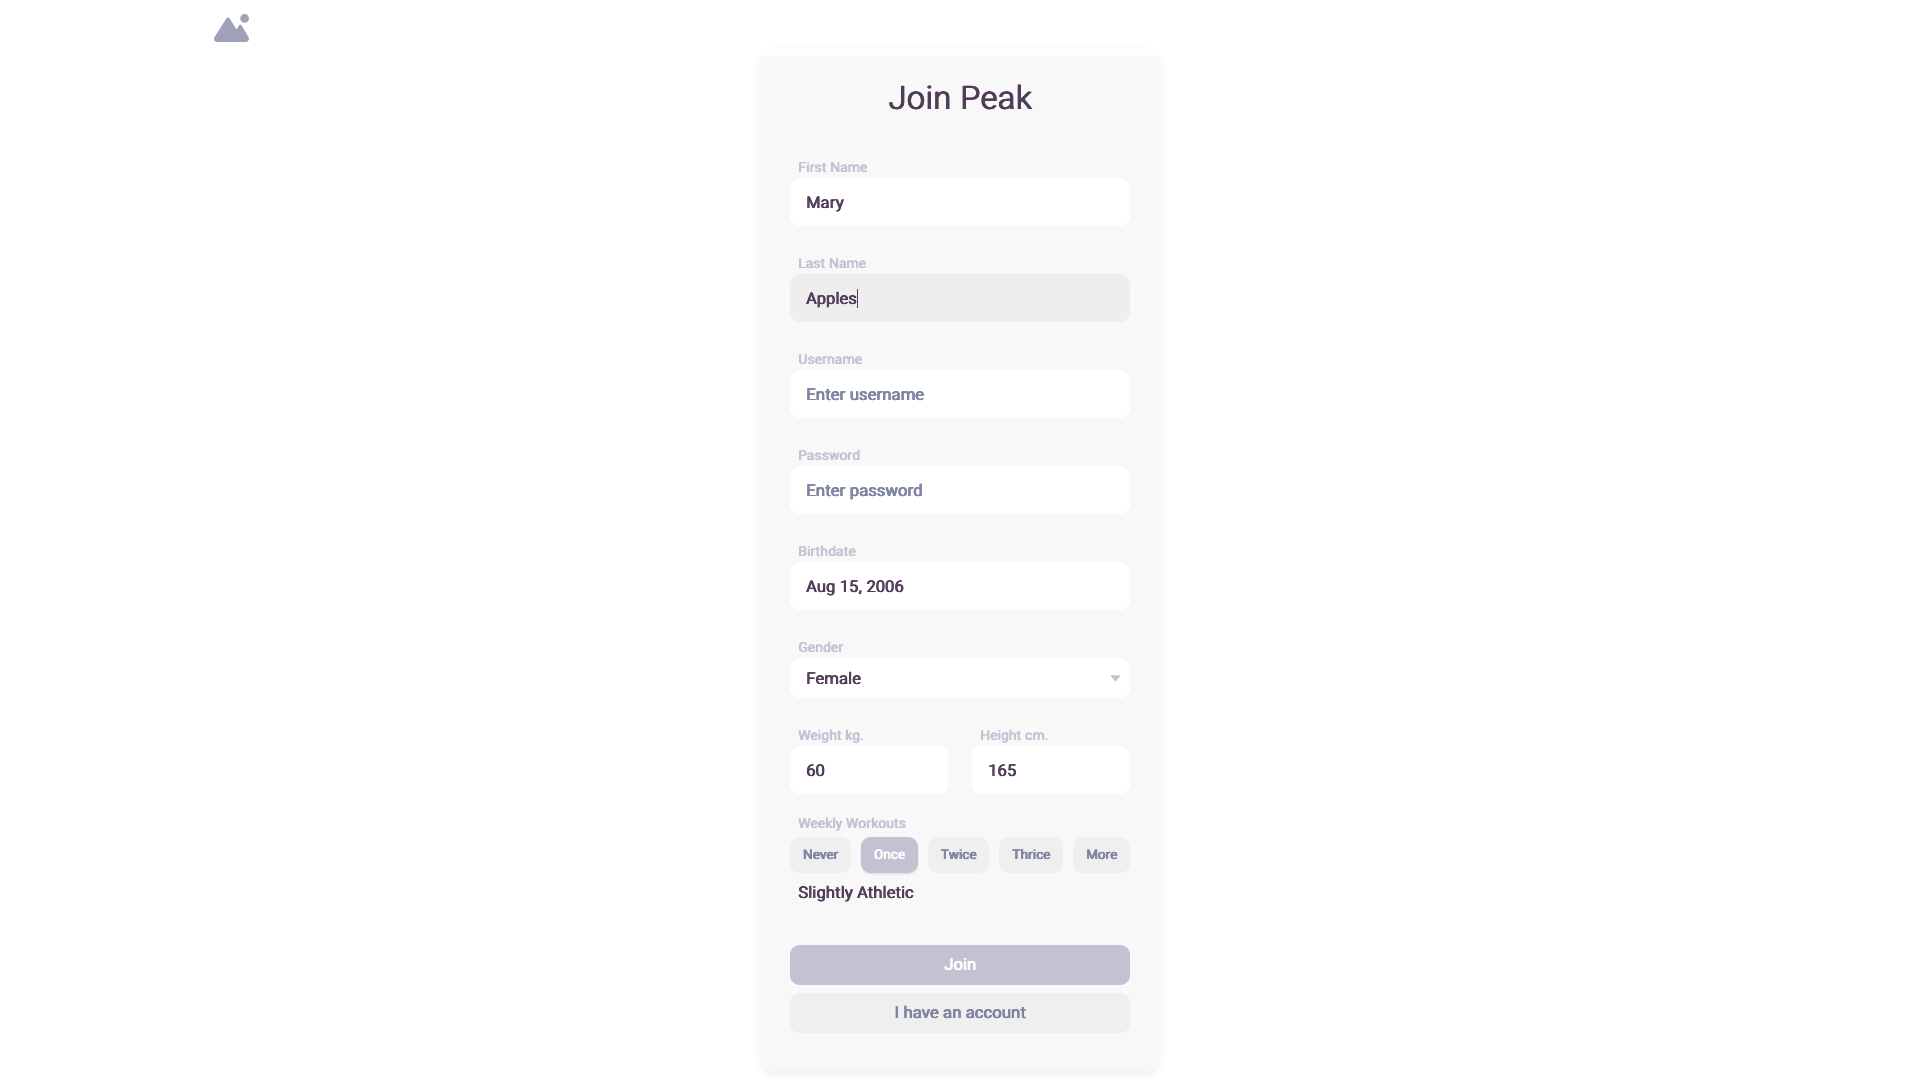 Join Peak
First Name
Mary
Last Name
Apples
Username
Enter username
Password
Enter password
Birthdate
Aug 15, 2006
Gender
Female
Weight kg. Height cm.
60 165
Weekly Workouts
Never Once Twice Thrice More
Slightly Athletic
Join
I have an account